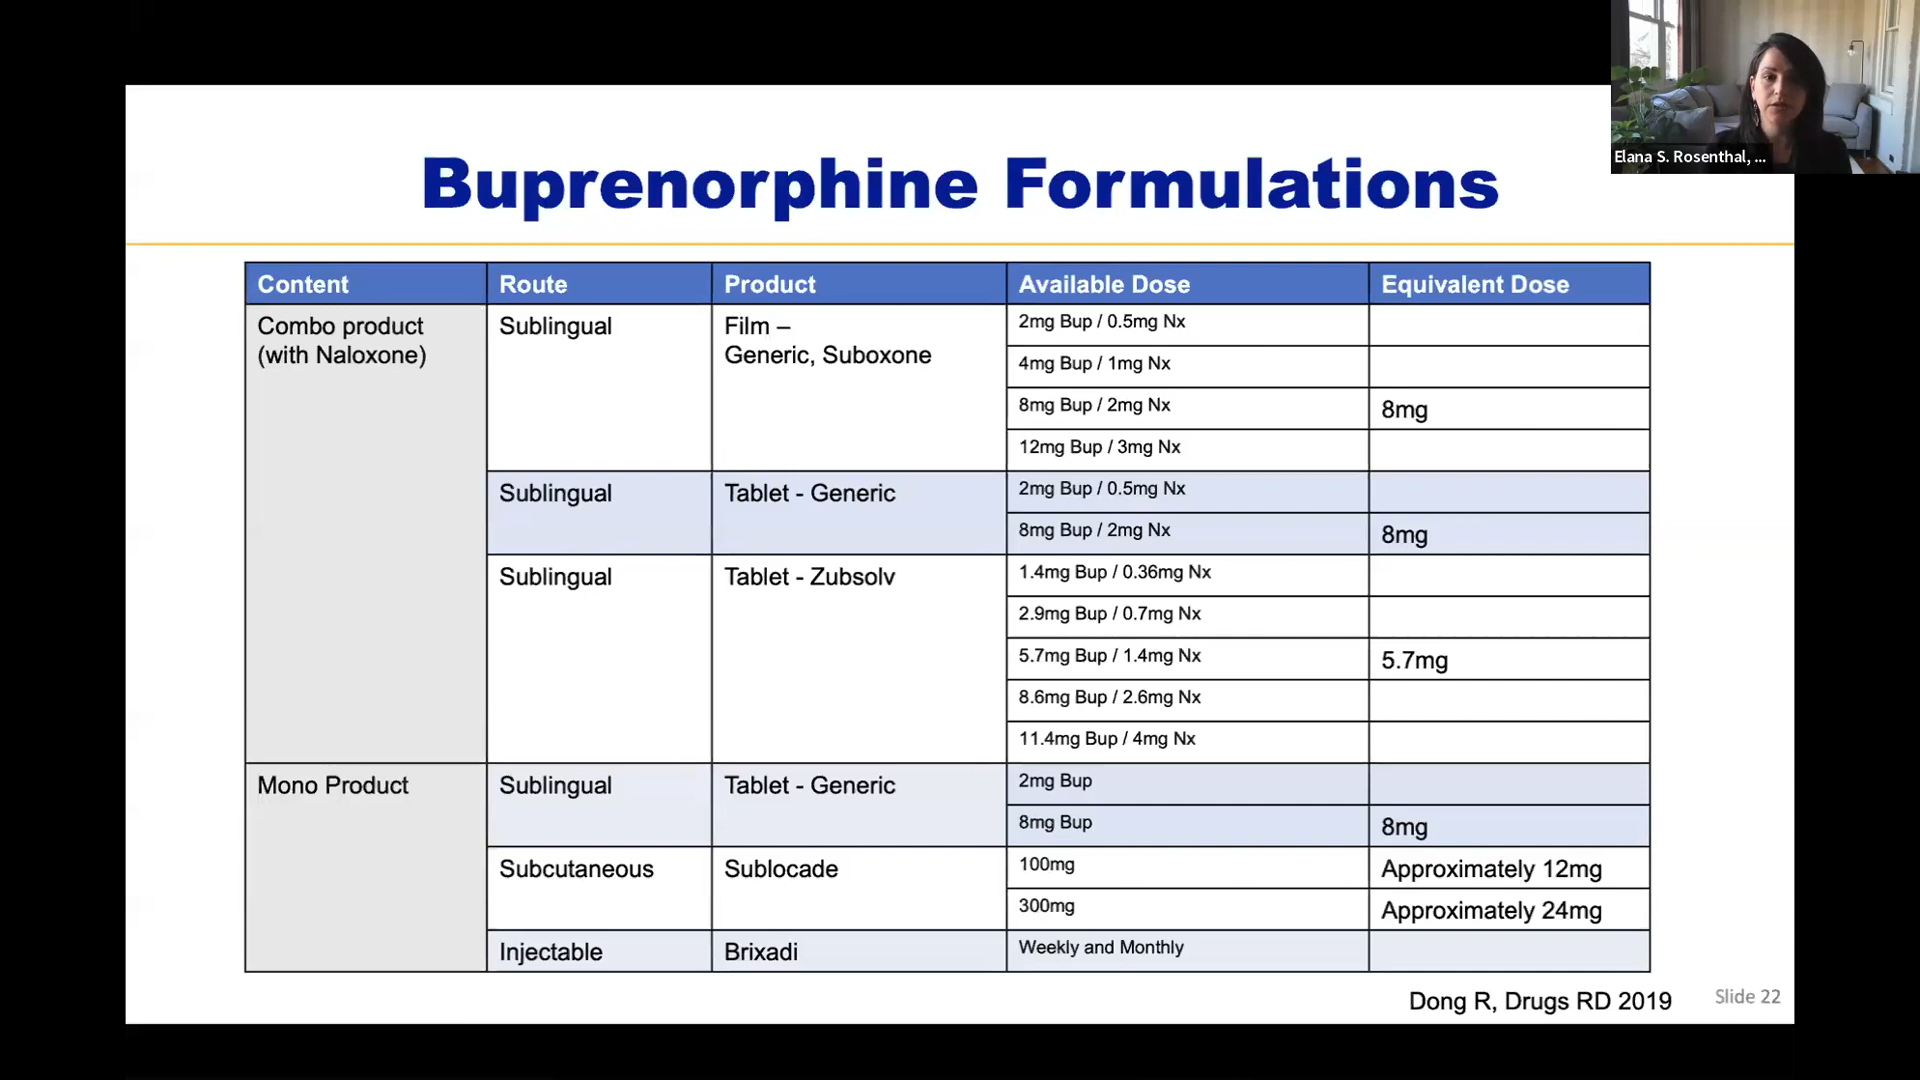 Elana S. Rosenthal, ...
Buprenorphine Formulations
Content Route Product Available Dose Equivalent Dose
Combo product
(with Naloxone)
Sublingual
Film –
Generic, Suboxone
2mg Bup / 0.5mg Nx
4mg Bup / 1mg Nx
8mg Bup / 2mg Nx 8mg
12mg Bup / 3mg Nx
Sublingual Tablet - Generic 2mg Bup / 0.5mg Nx
8mg Bup / 2mg Nx 8mg
Sublingual Tablet - Zubsolv 1.4mg Bup / 0.36mg Nx
2.9mg Bup / 0.7mg Nx
5.7mg Bup / 1.4mg Nx 5.7mg
8.6mg Bup / 2.6mg Nx
11.4mg Bup / 4mg Nx
Mono Product Sublingual Tablet - Generic 2mg Bup
8mg Bup 8mg
Subcutaneous Sublocade 100mg Approximately 12mg
300mg Approximately 24mg
Injectable Brixadi Weekly and Monthly
Dong R, Drugs RD 2019
Slide 22